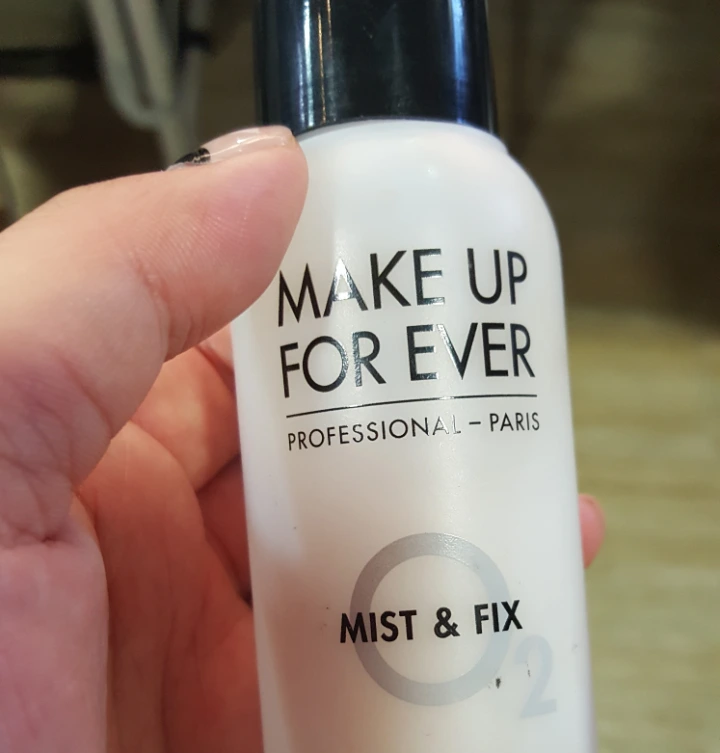 MAKE UP
FOR EVER
PROFESSIONAL – PARIS
MIST & FIX
O2